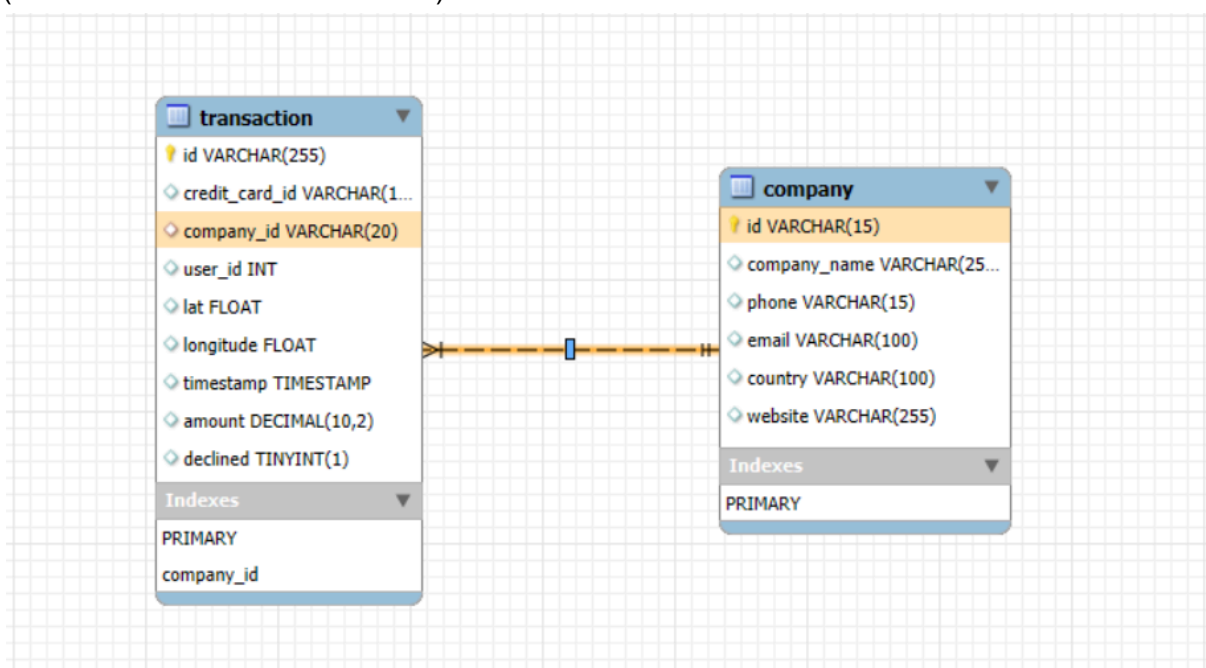 transaction
id VARCHAR(255)
credit_card_id VARCHAR(1...
company_id VARCHAR(20)
user_id INT
lat FLOAT
longitude FLOAT
timestamp TIMESTAMP
amount DECIMAL(10,2)
declined TINYINT(1)
Indexes
PRIMARY
company_id
company
id VARCHAR(15)
company_name VARCHAR(25...
phone VARCHAR(15)
email VARCHAR(100)
country VARCHAR(100)
website VARCHAR(255)
Indexes
PRIMARY